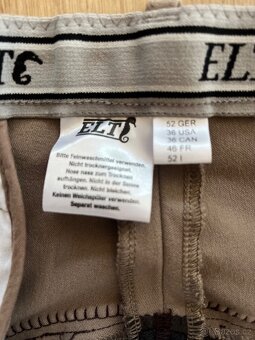 ELT
ELT
ELT
Bitte Feinwaschmittel verwenden.
Nicht trocknergeeignet.
Hose nass zum Trocknen
aufhängen. Nicht in der Sonne
trocknen. Nicht bleichen.
Keinen Weichspüler verwenden.
Separat waschen.
52 GER
36 USA
36 CAN
46 FR
52 I